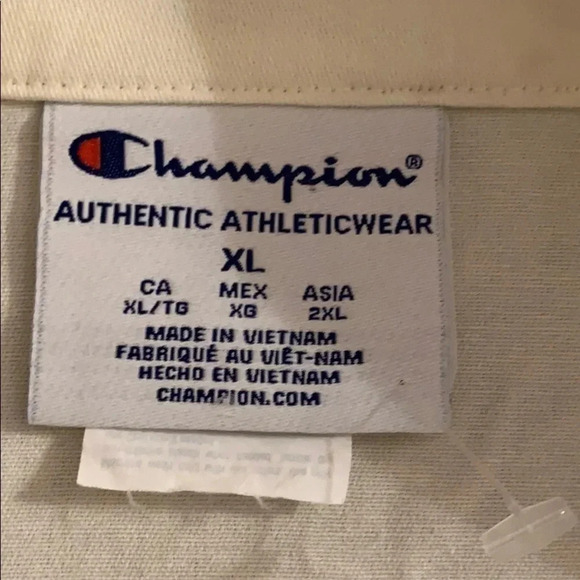 Champion®
AUTHENTIC ATHLETICWEAR
XL
CA MEX ASIA
XL/TG XG 2XL
MADE IN VIETNAM
FABRIQUÉ AU VIÊT-NAM
HECHO EN VIETNAM
CHAMPION.COM